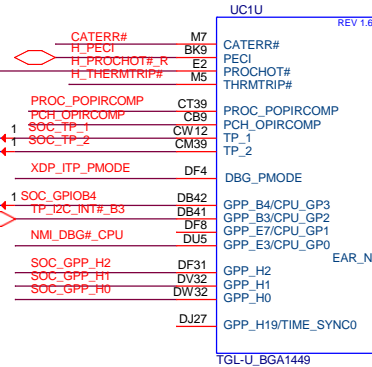 UC1U
REV 1.6
CATERR# M7 CATERR#
H_PECI BK9 PECI
H_PROCHOT#_R E2 PROCHOT#
H_THERMTRIP# M5 THRMTRIP#
PROC_POPIRCOMP CT39 PROC_POPIRCOMP
PCH_OPIRCOMP CB9 PCH_OPIRCOMP
1 SOC_TP_1 CW12 TP_1
1 SOC_TP_2 CM39 TP_2
XDP_ITP_PMODE DF4 DBG_PMODE
1 SOC_GPIOB4 DB42 GPP_B4/CPU_GP3
TP_I2C_INT#_B3 DB41 GPP_B3/CPU_GP2
DF8 GPP_E7/CPU_GP1
NMI_DBG#_CPU DU5 GPP_E3/CPU_GP0
EAR_N
SOC_GPP_H2 DF31 GPP_H2
SOC_GPP_H1 DV32 GPP_H1
SOC_GPP_H0 DW32 GPP_H0
DJ27 GPP_H19/TIME_SYNC0
TGL-U_BGA1449